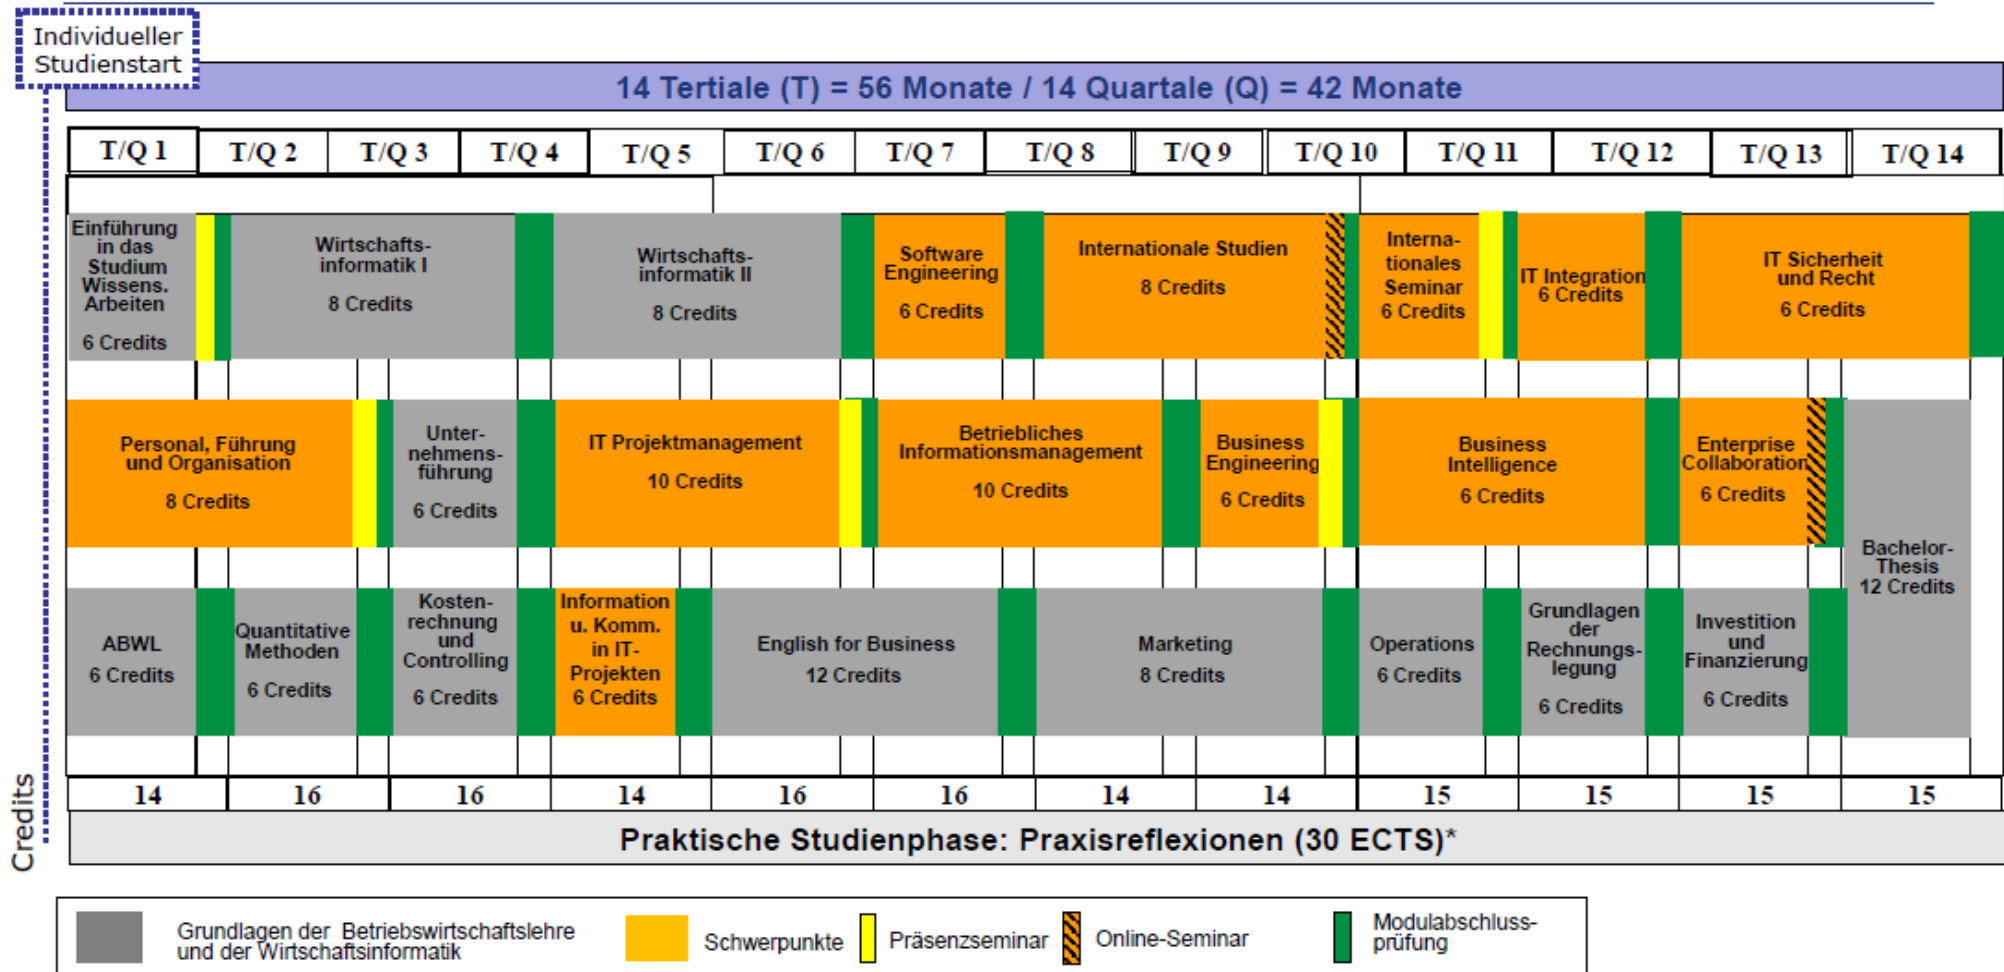 Individueller
Studienstart
14 Tertiale (T) = 56 Monate / 14 Quartale (Q) = 42 Monate
T/Q 1 T/Q 2 T/Q 3 T/Q 4 T/Q 5 T/Q 6 T/Q 7 T/Q 8 T/Q 9 T/Q 10 T/Q 11 T/Q 12 T/Q 13 T/Q 14
Einführung
in das
Studium
Wissens.
Arbeiten
6 Credits
Wirtschafts-
informatik I
8 Credits
Wirtschafts-
informatik II
8 Credits
Software
Engineering
6 Credits
Internationale Studien
8 Credits
Interna-
tionales
Seminar
6 Credits
IT Integration
6 Credits
IT Sicherheit
und Recht
6 Credits
Personal, Führung
und Organisation
8 Credits
Unter-
nehmens-
führung
6 Credits
IT Projektmanagement
10 Credits
Betriebliches
Informationsmanagement
10 Credits
Business
Engineering
6 Credits
Business
Intelligence
6 Credits
Enterprise
Collaboration
6 Credits
Bachelor-
Thesis
12 Credits
ABWL
6 Credits
Quantitative
Methoden
6 Credits
Kosten-
rechnung
und
Controlling
6 Credits
Information
u. Komm.
in IT-
Projekten
6 Credits
English for Business
12 Credits
Marketing
8 Credits
Operations
6 Credits
Grundlagen
der
Rechnungs-
legung
6 Credits
Investition
und
Finanzierung
6 Credits
Credits
14 16 16 14 16 16 14 14 15 15 15 15
Praktische Studienphase: Praxisreflexionen (30 ECTS)*
Grundlagen der Betriebswirtschaftslehre
und der Wirtschaftsinformatik
Schwerpunkte
Präsenzseminar
Online-Seminar
Modulabschluss-
prüfung